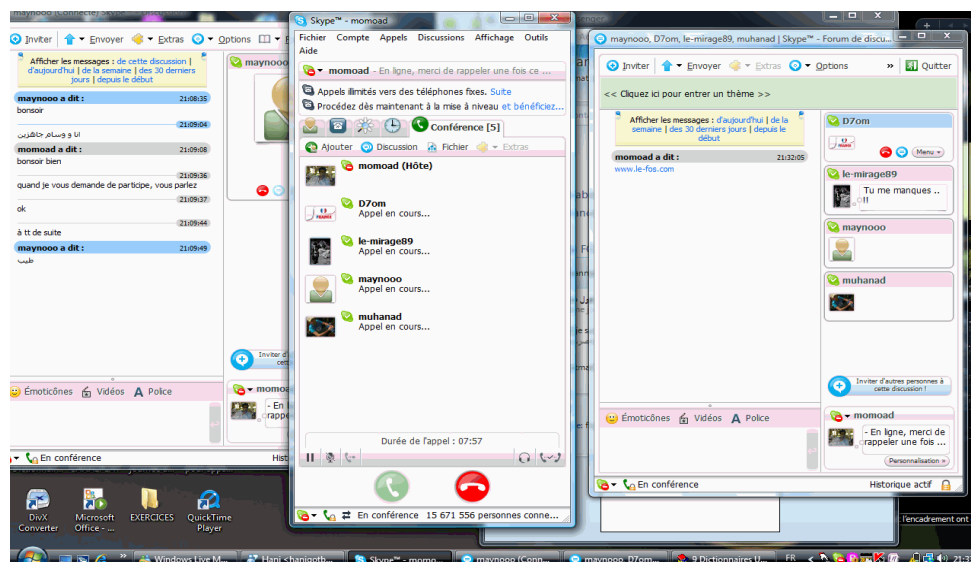 maynooo (Connecté) Skype™
Inviter Envoyer Extras Options
Afficher les messages : de cette discussion |
d'aujourd'hui | de la semaine | des 30 derniers
jours | depuis le début
maynooo a dit : 21:08:35
bonsoir
21:09:04
انا و وسام جاهزين
momoad a dit : 21:09:08
bonsoir bien
21:09:36
quand je vous demande de participe, vous parlez
21:09:37
ok
21:09:44
à tt de suite
maynooo a dit : 21:09:49
طيب
maynooo
Inviter
momoad
- En
Émoticônes Vidéos A Police
En conférence
DivX
Converter
Microsoft
Office - ...
EXERCICES
QuickTime
Player
Skype™ - momoad
Fichier Compte Appels Discussions Affichage Outils
Aide
momoad - En ligne, merci de rappeler une fois ce ...
Appels illimités vers des téléphones fixes. Suite
Procédez dès maintenant à la mise à niveau et bénéficiez...
Conférence [5]
Ajouter Discussion Fichier Extras
momoad (Hôte)
D7om
Appel en cours...
le-mirage89
Appel en cours...
maynooo
Appel en cours...
muhanad
Appel en cours...
Durée de l'appel : 07:57
En conférence 15 671 556 personnes conne...
maynooo, D7om, le-mirage89, muhanad | Skype™ - Forum de discu...
Inviter Envoyer Extras Options » Quitter
<< Cliquez ici pour entrer un thème >>
Afficher les messages : d'aujourd'hui | de la
semaine | des 30 derniers jours | depuis le
début
momoad a dit : 21:32:05
www.le-fos.com
D7om
FRANCE
Menu
le-mirage89
Tu me manques ..
!!
maynooo
muhanad
Inviter d'autres personnes à
cette discussion !
momoad
- En ligne, merci de
rappeler une fois ...
Personnalisation »
Émoticônes Vidéos A Police
En conférence Historique actif
l'encadrement ont
Windows Live M... Hani <hanigoth... Skype™ - momo... maynooo (Conn... maynooo, D7om... 9 Dictionnaires U... FR